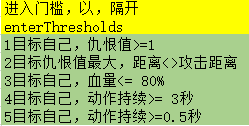 进入门槛，以，隔开
enterThresholds
1目标自己，仇恨值>=1
2目标仇恨值最大，距离<>攻击距离
3目标自己，血量<= 80%
4目标自己，动作持续>= 3秒
5目标自己，动作持续>=0.5秒